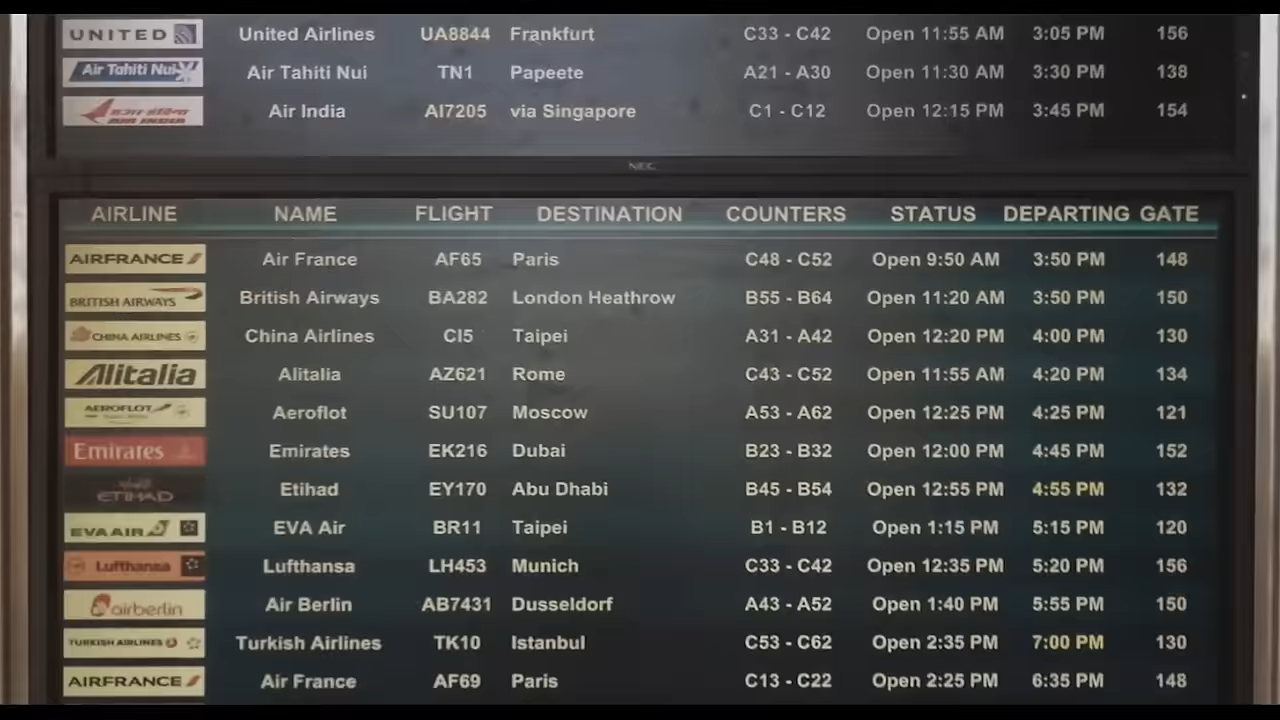 UNITED United Airlines UA8844 Frankfurt C33 - C42 Open 11:55 AM 3:05 PM 156
Air Tahiti Nui Air Tahiti Nui TN1 Papeete A21 - A30 Open 11:30 AM 3:30 PM 138
AIR INDIA Air India AI7205 via Singapore C1 - C12 Open 12:15 PM 3:45 PM 154
NEC
AIRLINE NAME FLIGHT DESTINATION COUNTERS STATUS DEPARTING GATE
AIRFRANCE Air France AF65 Paris C48 - C52 Open 9:50 AM 3:50 PM 148
BRITISH AIRWAYS British Airways BA282 London Heathrow B55 - B64 Open 11:20 AM 3:50 PM 150
CHINA AIRLINES China Airlines CI5 Taipei A31 - A42 Open 12:20 PM 4:00 PM 130
Alitalia Alitalia AZ621 Rome C43 - C52 Open 11:55 AM 4:20 PM 134
AEROFLOT Aeroflot SU107 Moscow A53 - A62 Open 12:25 PM 4:25 PM 121
Emirates Emirates EK216 Dubai B23 - B32 Open 12:00 PM 4:45 PM 152
ETIHAD Etihad EY170 Abu Dhabi B45 - B54 Open 12:55 PM 4:55 PM 132
EVA AIR EVA Air BR11 Taipei B1 - B12 Open 1:15 PM 5:15 PM 120
Lufthansa Lufthansa LH453 Munich C33 - C42 Open 12:35 PM 5:20 PM 156
airberlin Air Berlin AB7431 Dusseldorf A43 - A52 Open 1:40 PM 5:55 PM 150
TURKISH AIRLINES Turkish Airlines TK10 Istanbul C53 - C62 Open 2:35 PM 7:00 PM 130
AIRFRANCE Air France AF69 Paris C13 - C22 Open 2:25 PM 6:35 PM 148